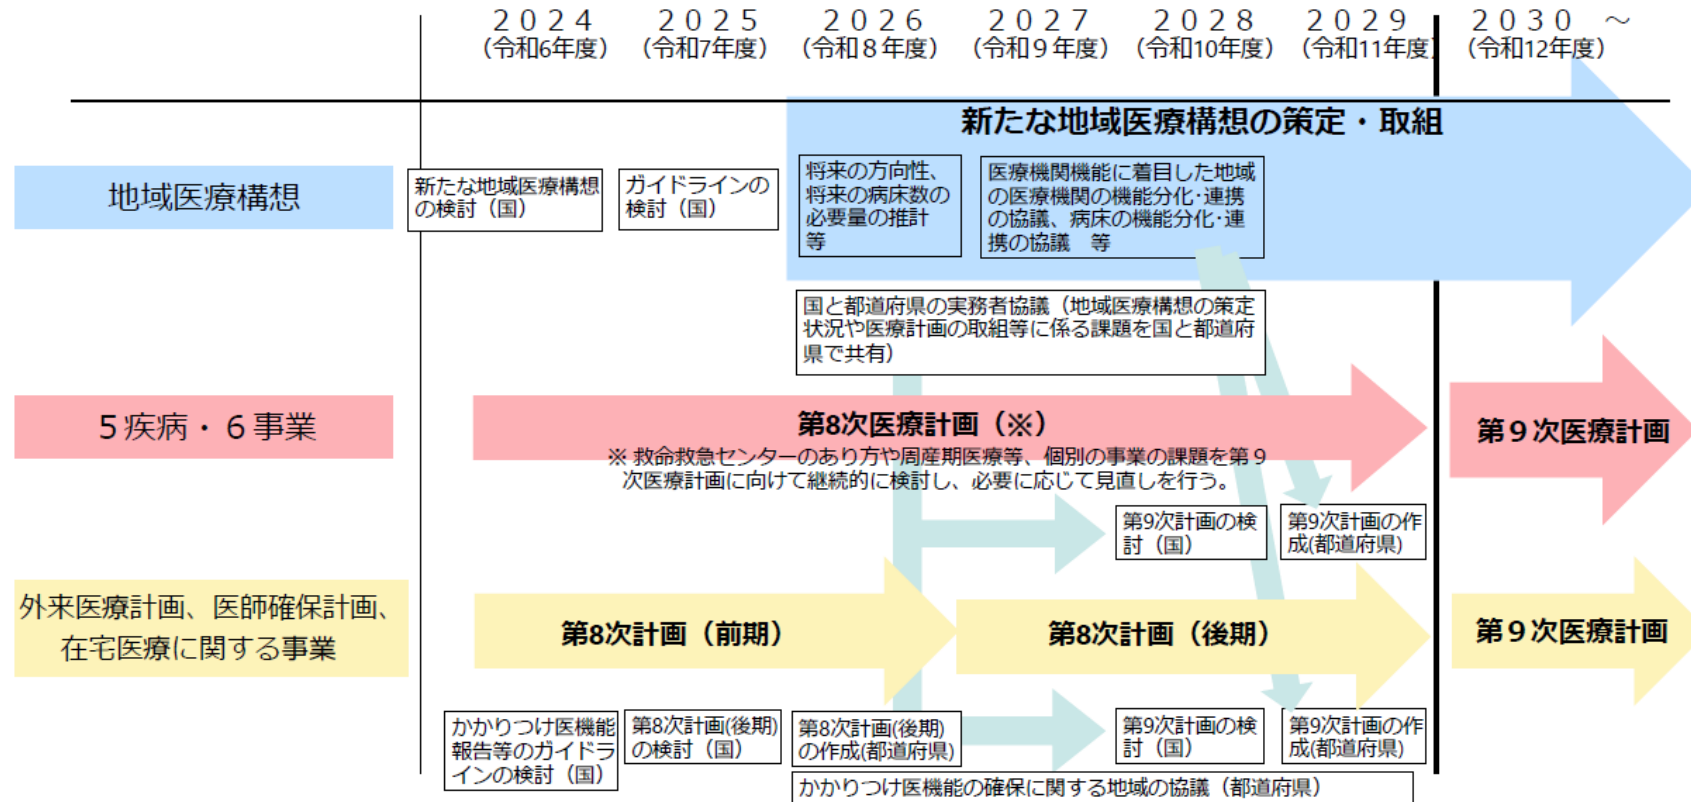 ２０２４ ２０２５ ２０２６ ２０２７ ２０２８ ２０２９ ２０３０ ～
（令和6年度） （令和7年度） （令和８年度） （令和９年度） （令和10年度） （令和11年度） （令和12年度）
新たな地域医療構想の策定・取組
地域医療構想
新たな地域医療構想
の検討（国）
ガイドラインの
検討（国）
将来の方向性、
将来の病床数の
必要量の推計
等
医療機関機能に着目した地域
の医療機関の機能分化･連携
の協議、病床の機能分化･連
携の協議　等
国と都道府県の実務者協議（地域医療構想の策定
状況や医療計画の取組等に係る課題を国と都道府
県で共有）
５疾病・６事業
第8次医療計画（※）
※ 救命救急センターのあり方や周産期医療等、個別の事業の課題を第９
次医療計画に向けて継続的に検討し、必要に応じて見直しを行う。
第９次医療計画
第9次計画の検
討（国）
第9次計画の作
成(都道府県)
外来医療計画、医師確保計画、
在宅医療に関する事業
第8次計画（前期）
第8次計画（後期）
第９次医療計画
かかりつけ医機能
報告等のガイドラ
インの検討（国）
第8次計画(後期)
の検討（国）
第8次計画(後期)
の作成(都道府県)
第9次計画の検
討（国）
第9次計画の作
成(都道府県)
かかりつけ医機能の確保に関する地域の協議（都道府県）